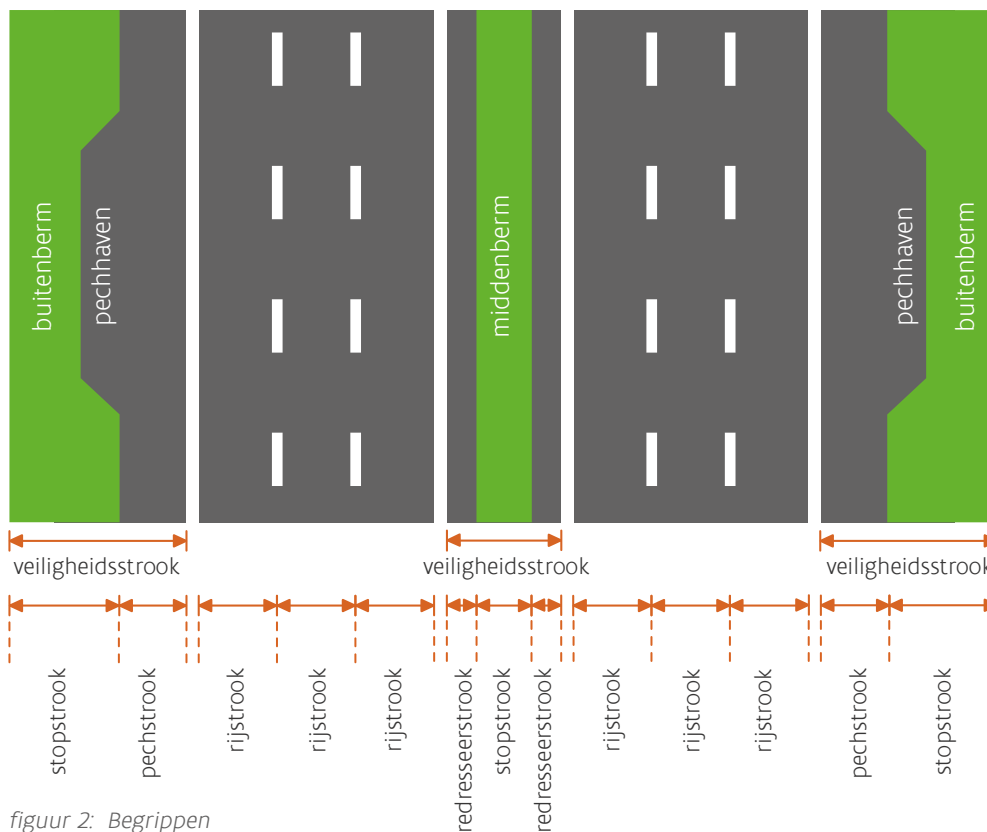 buitenberm
pechhaven
middenberm
pechhaven
buitenberm
veiligheidsstrook
veiligheidsstrook
veiligheidsstrook
stopstrook
pechstrook
rijstrook
rijstrook
rijstrook
redresseerstrook
stopstrook
redresseerstrook
rijstrook
rijstrook
rijstrook
pechstrook
stopstrook
figuur 2: Begrippen